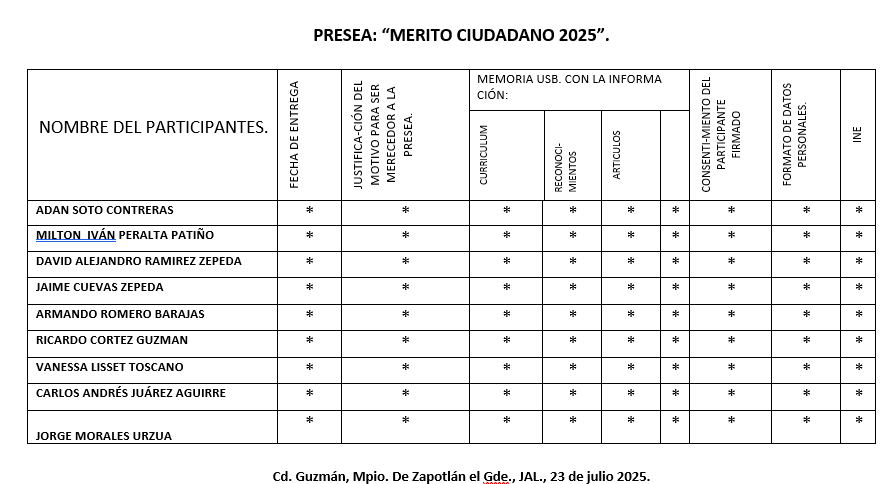 PRESEA: “MERITO CIUDADANO 2025”.
NOMBRE DEL PARTICIPANTES.
FECHA DE ENTREGA
JUSTIFICA-CIÓN DEL
MOTIVO PARA SER
MERECEDOR A LA
PRESEA.
MEMORIA USB. CON LA INFORMA
CIÓN:
CURRICULUM
RECONOCI-
MIENTOS
ARTICULOS
CONSENTI-MIENTO DEL
PARTICIPANTE
FIRMADO
FORMATO DE DATOS
PERSONALES.
INE
ADAN SOTO CONTRERAS * * * * * * * * *
MILTON IVÁN PERALTA PATIÑO * * * * * * * * *
DAVID ALEJANDRO RAMIREZ ZEPEDA * * * * * * * * *
JAIME CUEVAS ZEPEDA * * * * * * * * *
ARMANDO ROMERO BARAJAS * * * * * * * * *
RICARDO CORTEZ GUZMAN * * * * * * * * *
VANESSA LISSET TOSCANO * * * * * * * * *
CARLOS ANDRÉS JUÁREZ AGUIRRE * * * * * * * * *
JORGE MORALES URZUA * * * * * * * * *
Cd. Guzmán, Mpio. De Zapotlán el Gde., JAL., 23 de julio 2025.